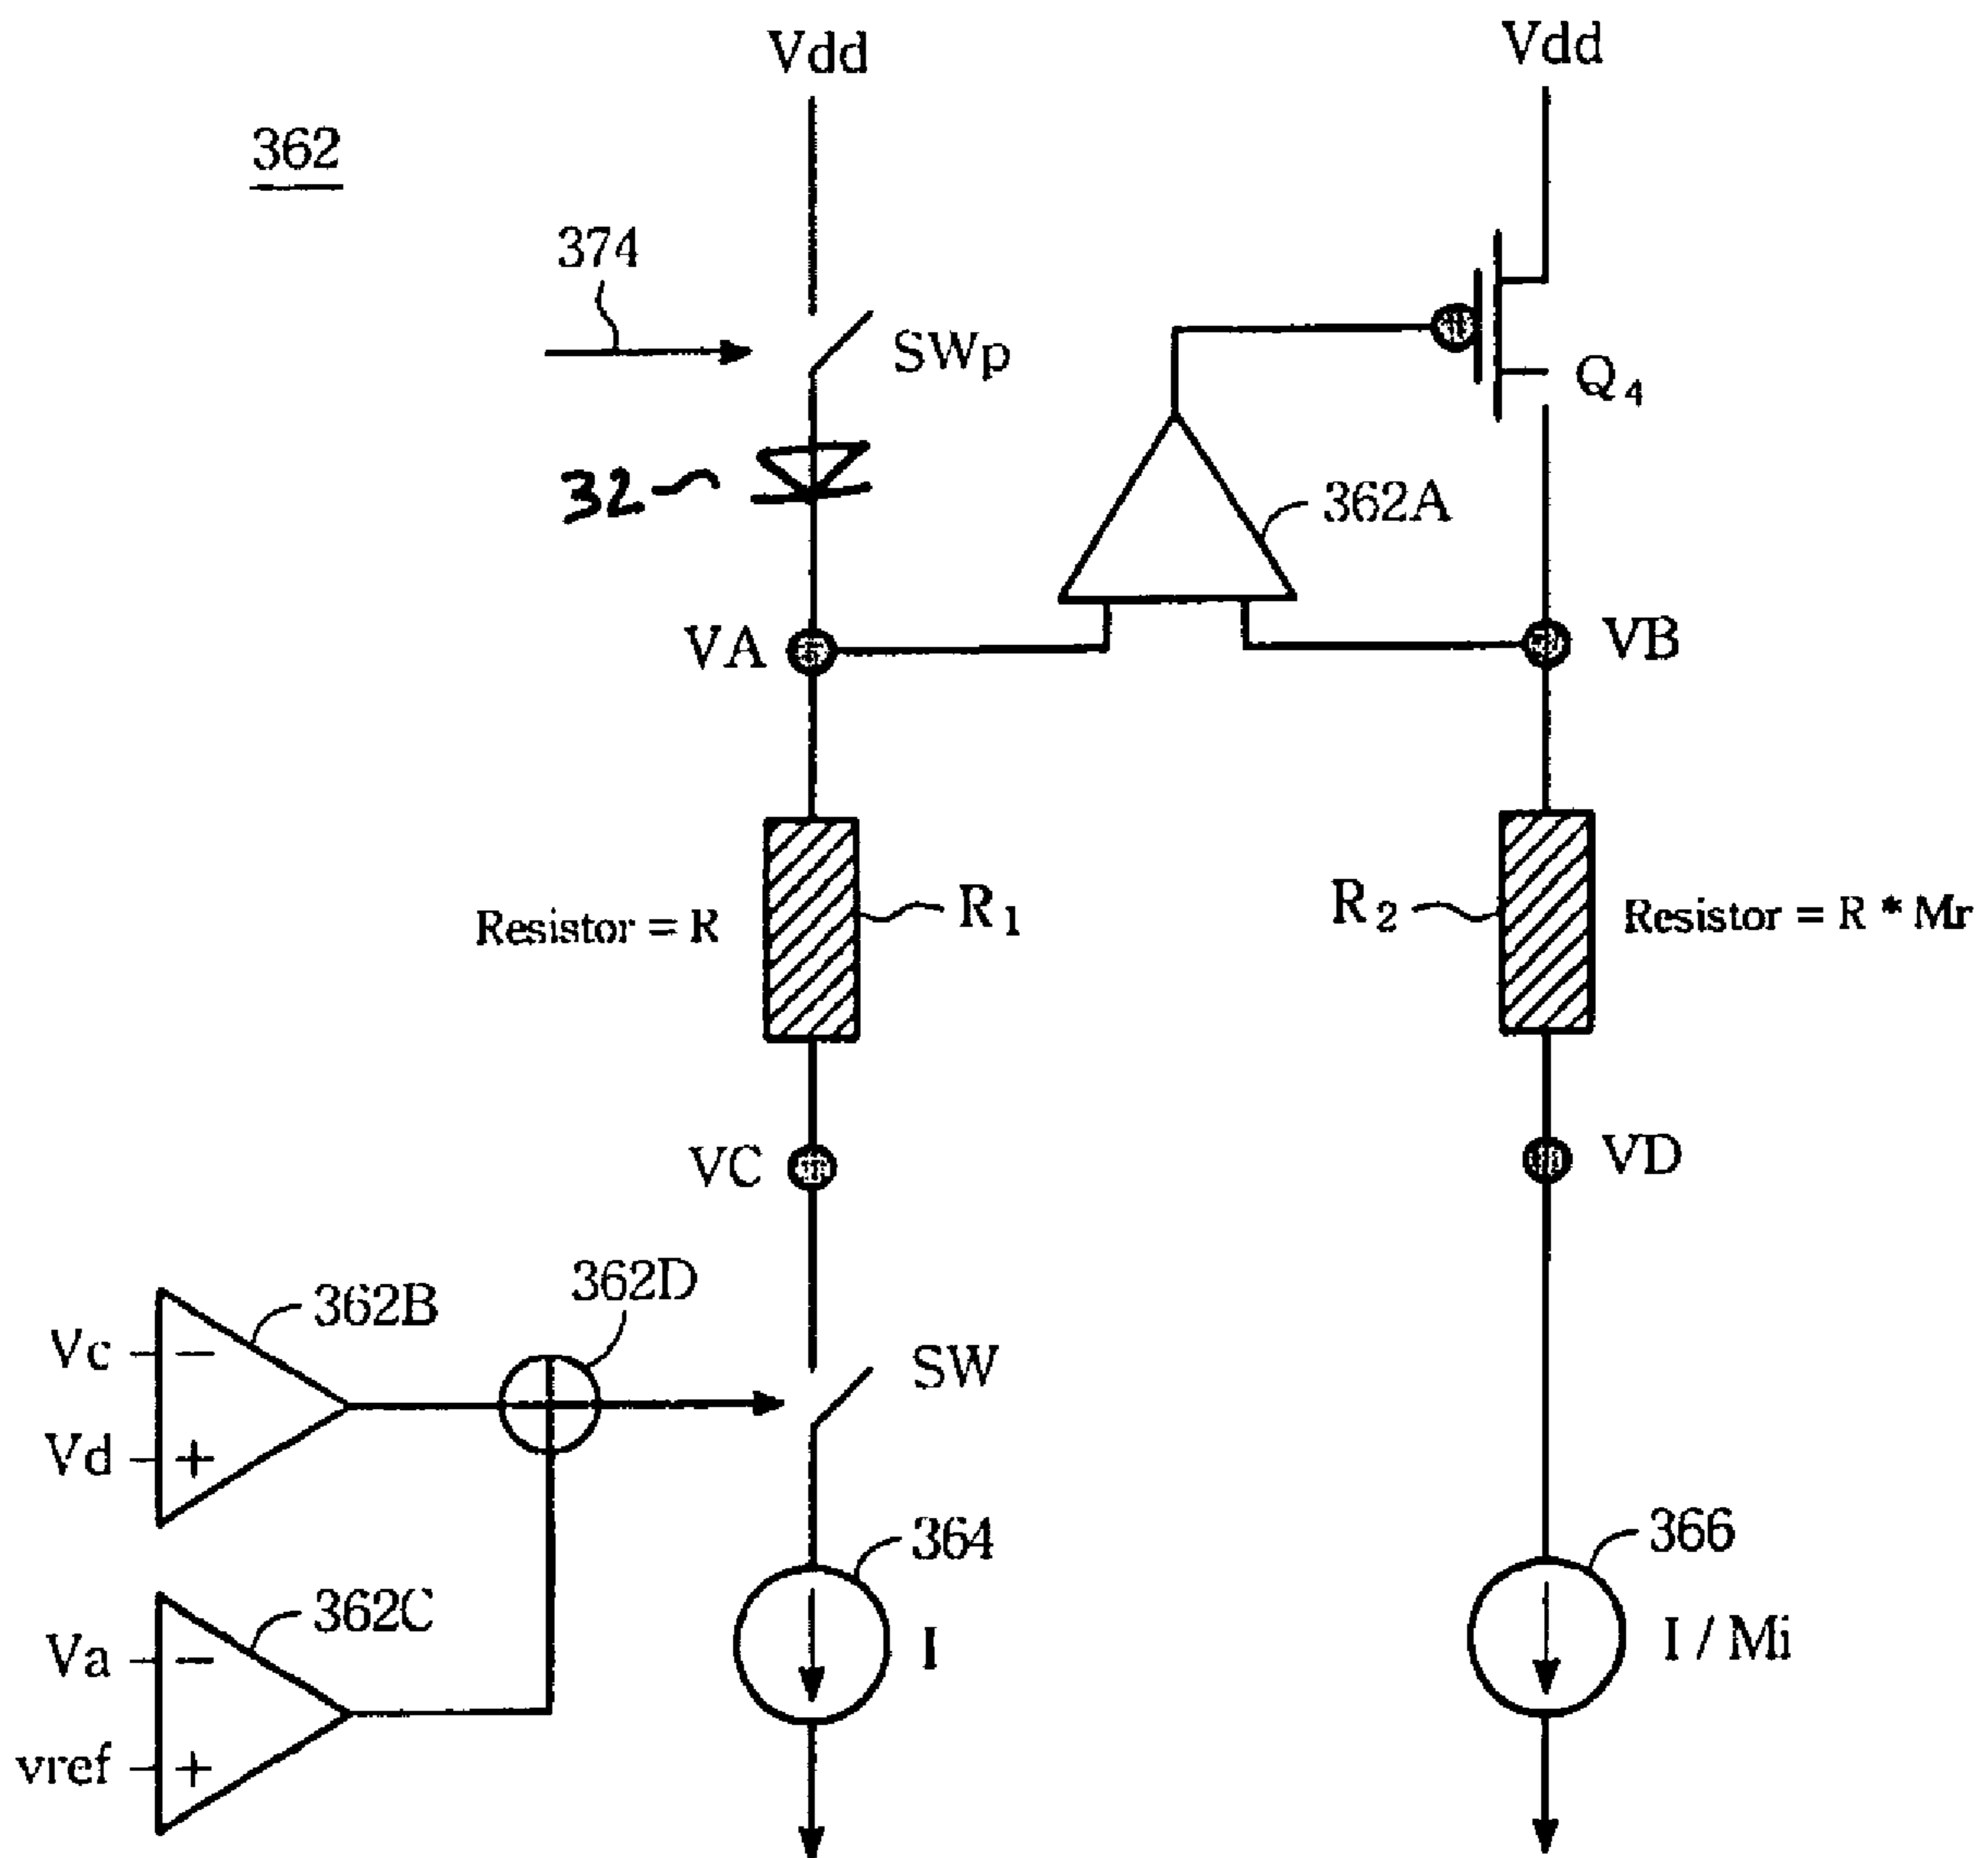 Vdd
Vdd
362
374
SWp
Q4
32
362A
VA
VB
Resistor = R
R1
R2
Resistor = R * Mr
VC
VD
362B
362D
Vc
−
SW
Vd
+
364
366
362C
Va
−
I
I / Mi
vref
+